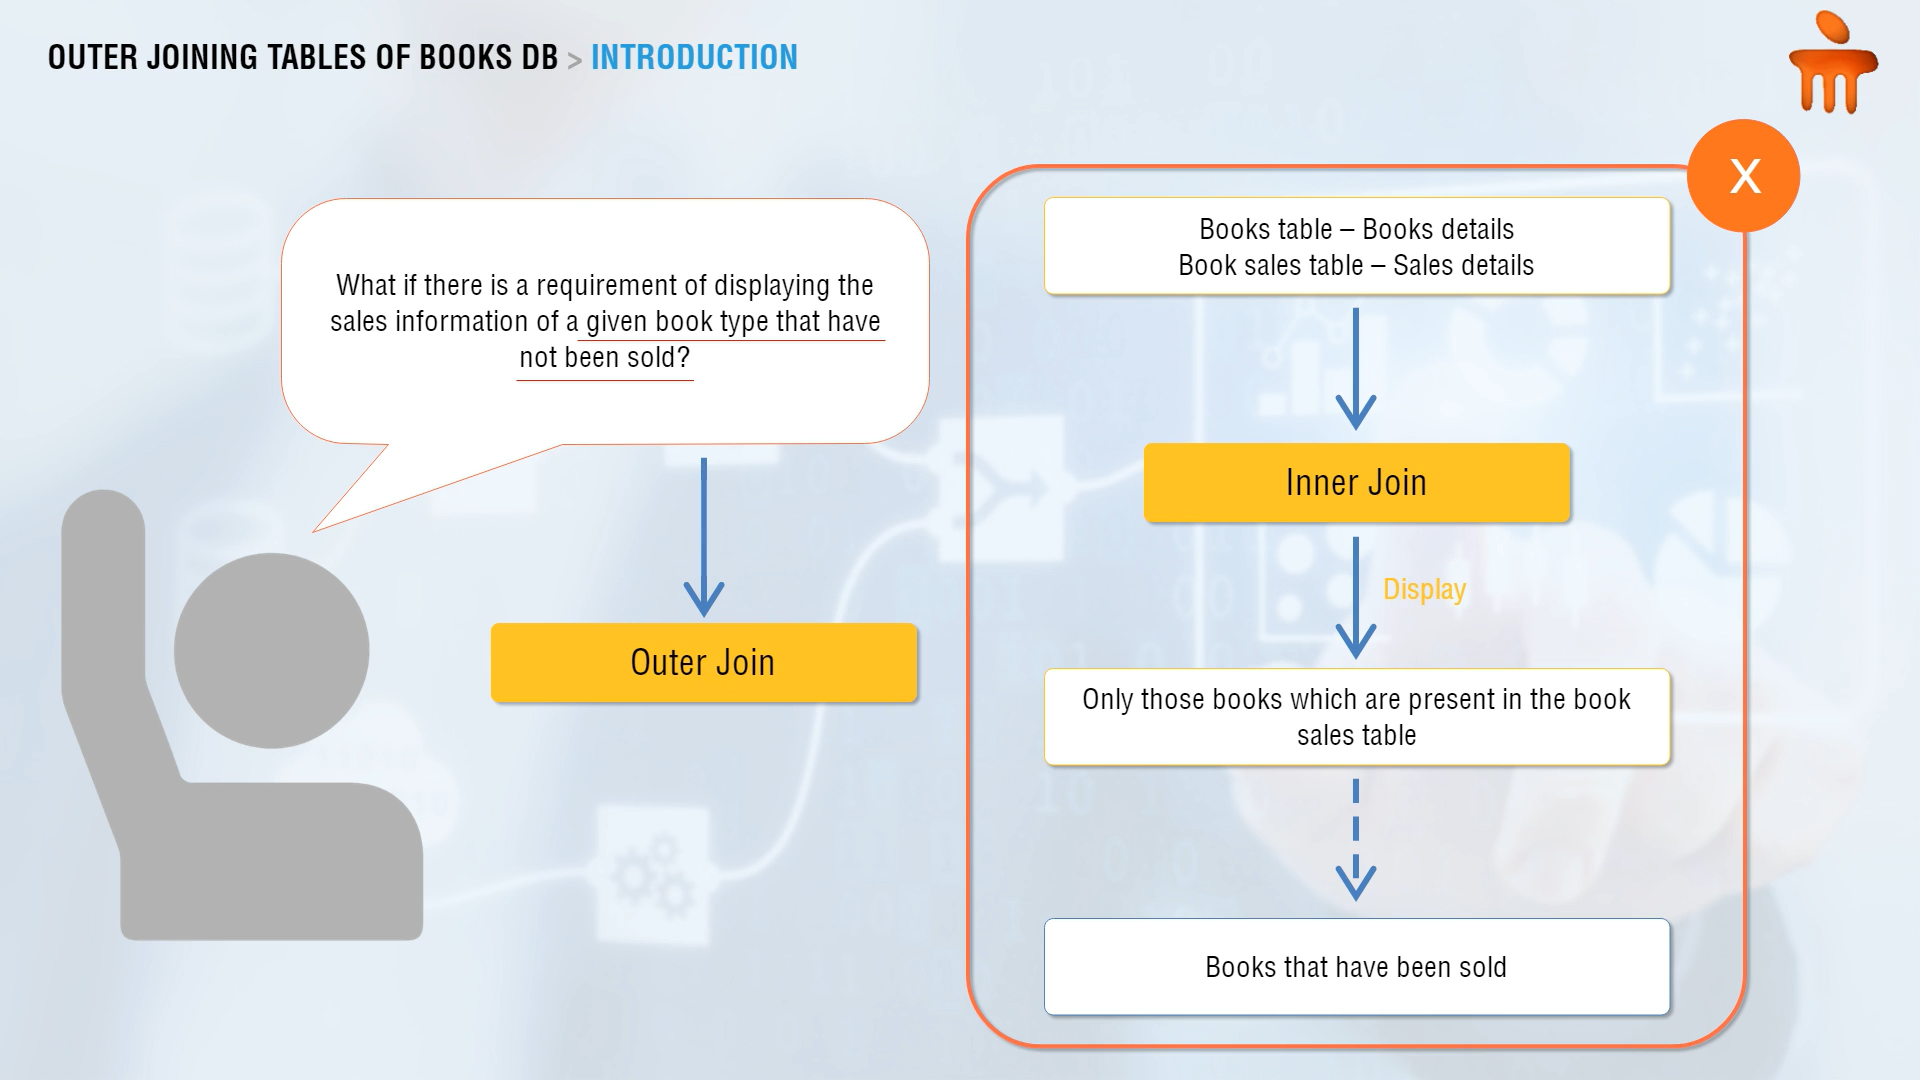 OUTER JOINING TABLES OF BOOKS DB > INTRODUCTION
What if there is a requirement of displaying the
sales information of a given book type that have
not been sold?
Outer Join
X
Books table – Books details
Book sales table – Sales details
Inner Join
Display
Only those books which are present in the book
sales table
Books that have been sold